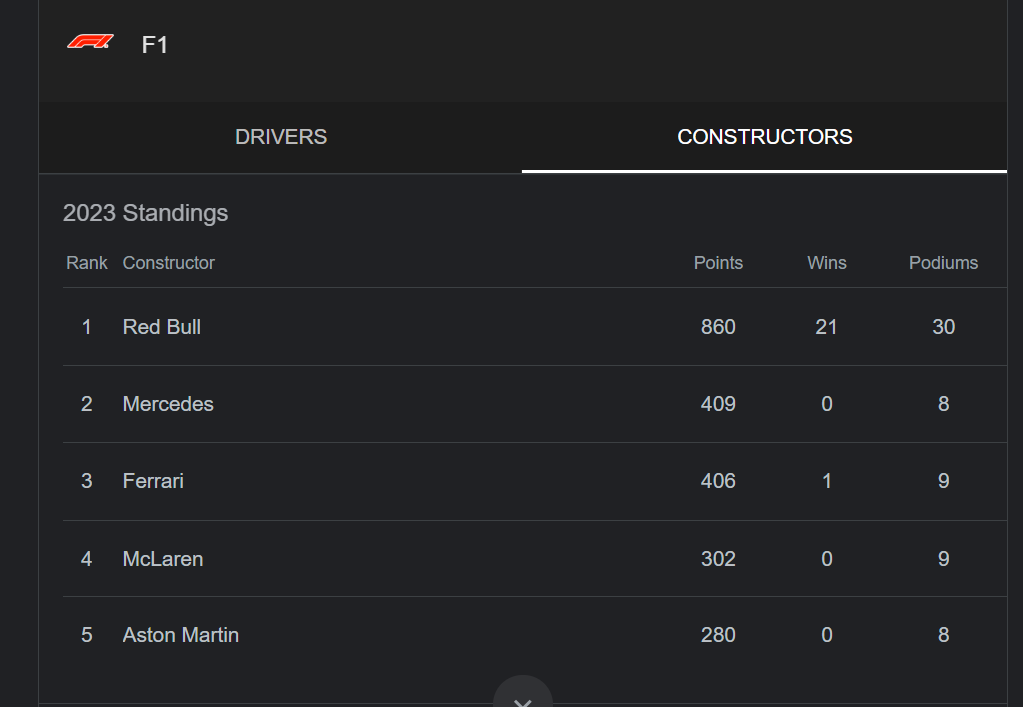 F1
DRIVERS CONSTRUCTORS
2023 Standings
Rank Constructor Points Wins Podiums
1 Red Bull 860 21 30
2 Mercedes 409 0 8
3 Ferrari 406 1 9
4 McLaren 302 0 9
5 Aston Martin 280 0 8